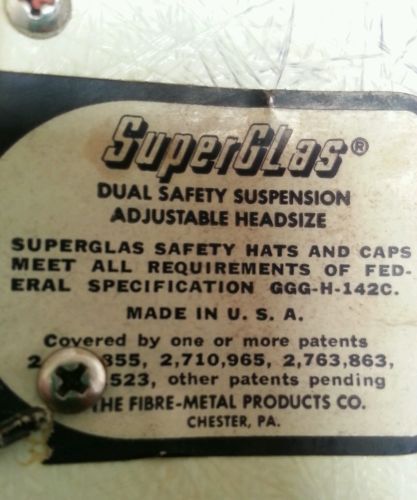 SuperGLas®
DUAL SAFETY SUSPENSION
ADJUSTABLE HEADSIZE
SUPERGLAS SAFETY HATS AND CAPS
MEET ALL REQUIREMENTS OF FED-
ERAL SPECIFICATION GGG-H-142C.
MADE IN U. S. A.
Covered by one or more patents
2, 355, 2,710,965, 2,763,863,
523, other patents pending
THE FIBRE-METAL PRODUCTS CO.
CHESTER, PA.